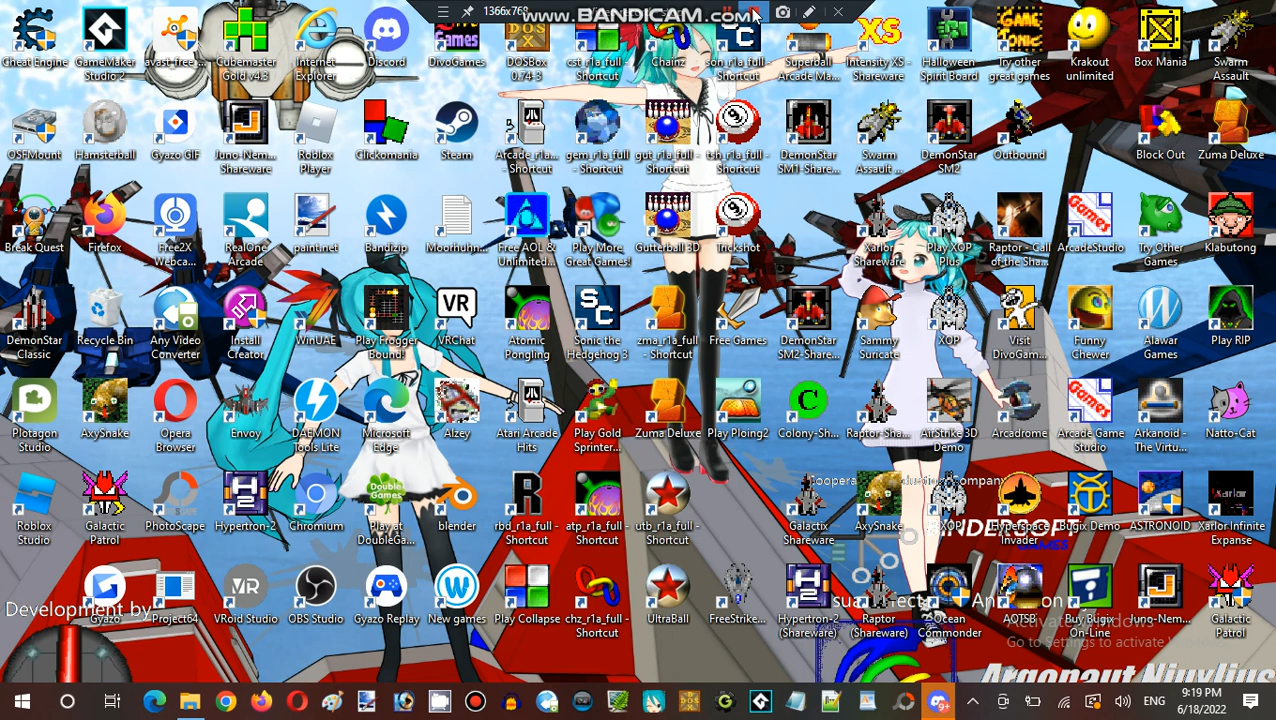 1366x768
www.BANDICAM.com
Cheat Engine
GameMaker Studio 2
avast_free_...
Cubemaster Gold v4.3
Internet Explorer
Discord
DivoGames
DOSBox 0.74-3
cst_r1a_full - Shortcut
Chainz
son_r1a_full - Shortcut
Superball Arcade Ma...
Intensity XS - Shareware
Halloween Spirit Board
Try other great games
Krakout unlimited
Box Mania
Swarm Assault
OSFMount
Hamsterball
Gyazo GIF
Juno-Nem... Shareware
Roblox Player
Clickomania
Steam
Arcade_r1a... - Shortcut
gem_r1a_full - Shortcut
gut_r1a_full - Shortcut
tsh_r1a_full - Shortcut
DemonStar SM1-Share...
Swarm Assault ...
DemonStar SM2
Outbound
Block Out
Zuma Deluxe
Break Quest
Firefox
Free2X Webca...
RealOne Arcade
paint.net
Bandizip
Moorhuhn...
Free AOL & Unlimited...
Play More Great Games!
Gutterball 3D
Trickshot
Xarlor Shareware
Play XOP Plus
Raptor - Call of the Sha...
ArcadeStudio
Try Other Games
Klabutong
DemonStar Classic
Recycle Bin
Any Video Converter
Install Creator
WinUAE
Play Frogger Bound!
VRChat
Atomic Pongling
Sonic the Hedgehog 3
zma_r1a_full - Shortcut
Free Games
DemonStar SM2-Share...
Sammy Suricate
XOP
Visit DivoGam...
Funny Chewer
Alawar Games
Play RIP
Plotagon Studio
AxySnake
Opera Browser
Envoy
DAEMON Tools Lite
Microsoft Edge
Alzey
Atari Arcade Hits
Play Gold Sprinter...
Zuma Deluxe
Play Ploing2
Colony-Sh...
Raptor-Sha...
AirStrike 3D Demo
Arcadrome
Arcade Game Studio
Arkanoid - The Virtu...
Natto-Cat
Roblox Studio
Galactic Patrol
PhotoScape
Hypertron-2
Chromium
Play at DoubleGa...
blender
rbd_r1a_full - Shortcut
atp_r1a_full - Shortcut
utb_r1a_full - Shortcut
Galactix Shareware
AxySnake
XOP
Hyperspace Invader
Bugix Demo
ASTRONOID
Xarlor Infinite Expanse
Development by
Gyazo
Project64
VRoid Studio
OBS Studio
Gyazo Replay
New games
Play Collapse
chz_r1a_full - Shortcut
UltraBall
FreeStrike...
Hypertron-2 (Shareware)
Raptor (Shareware)
Ocean Commonder
AOTSB
Buy Bugix On-Line
Juno-Nem...
Galactic Patrol
Activate Windows
Go to Settings to activate
ENG
9:19 PM
6/18/2022